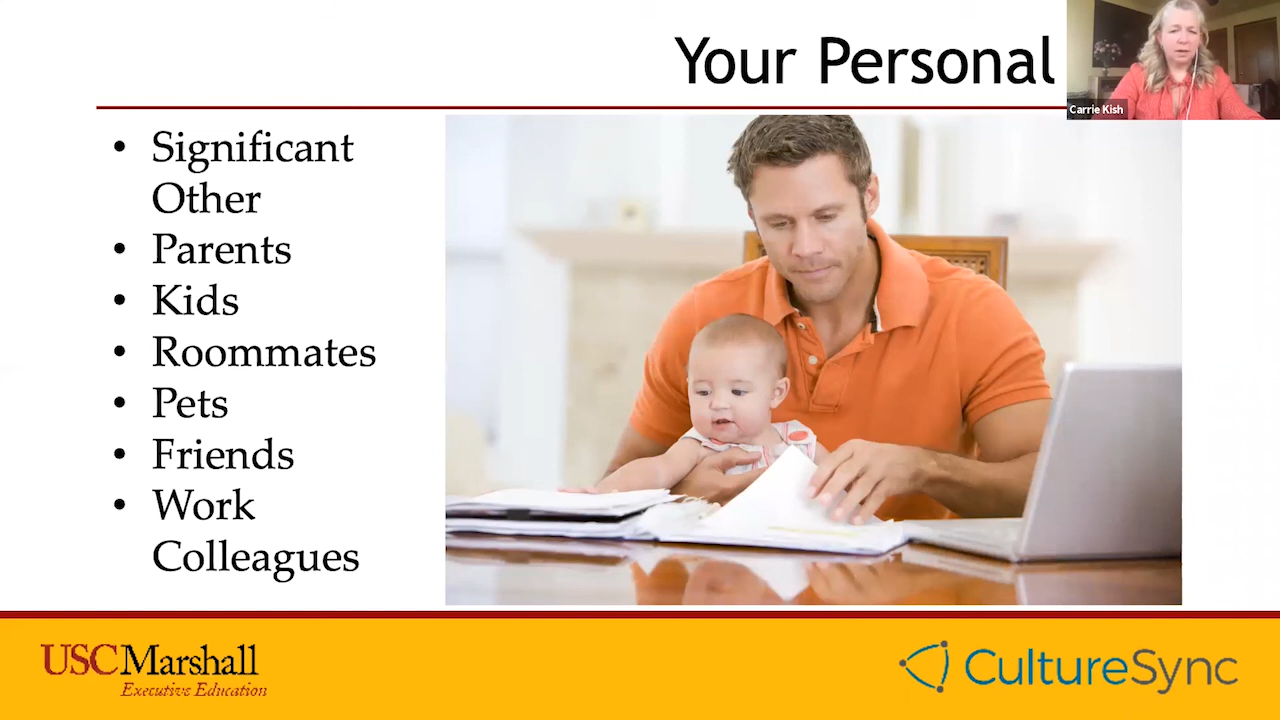 Your Personal
Carrie Kish
• Significant
Other
• Parents
• Kids
• Roommates
• Pets
• Friends
• Work
Colleagues
USCMarshall
Executive Education
CultureSync